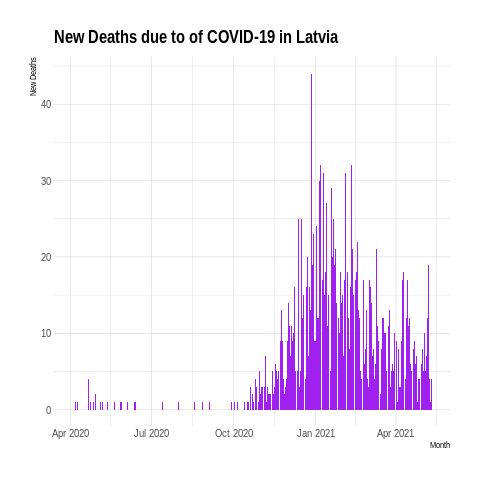 New Deaths due to of COVID-19 in Latvia
New Deaths
40
30
20
10
0
Apr 2020 Jul 2020 Oct 2020 Jan 2021 Apr 2021
Month